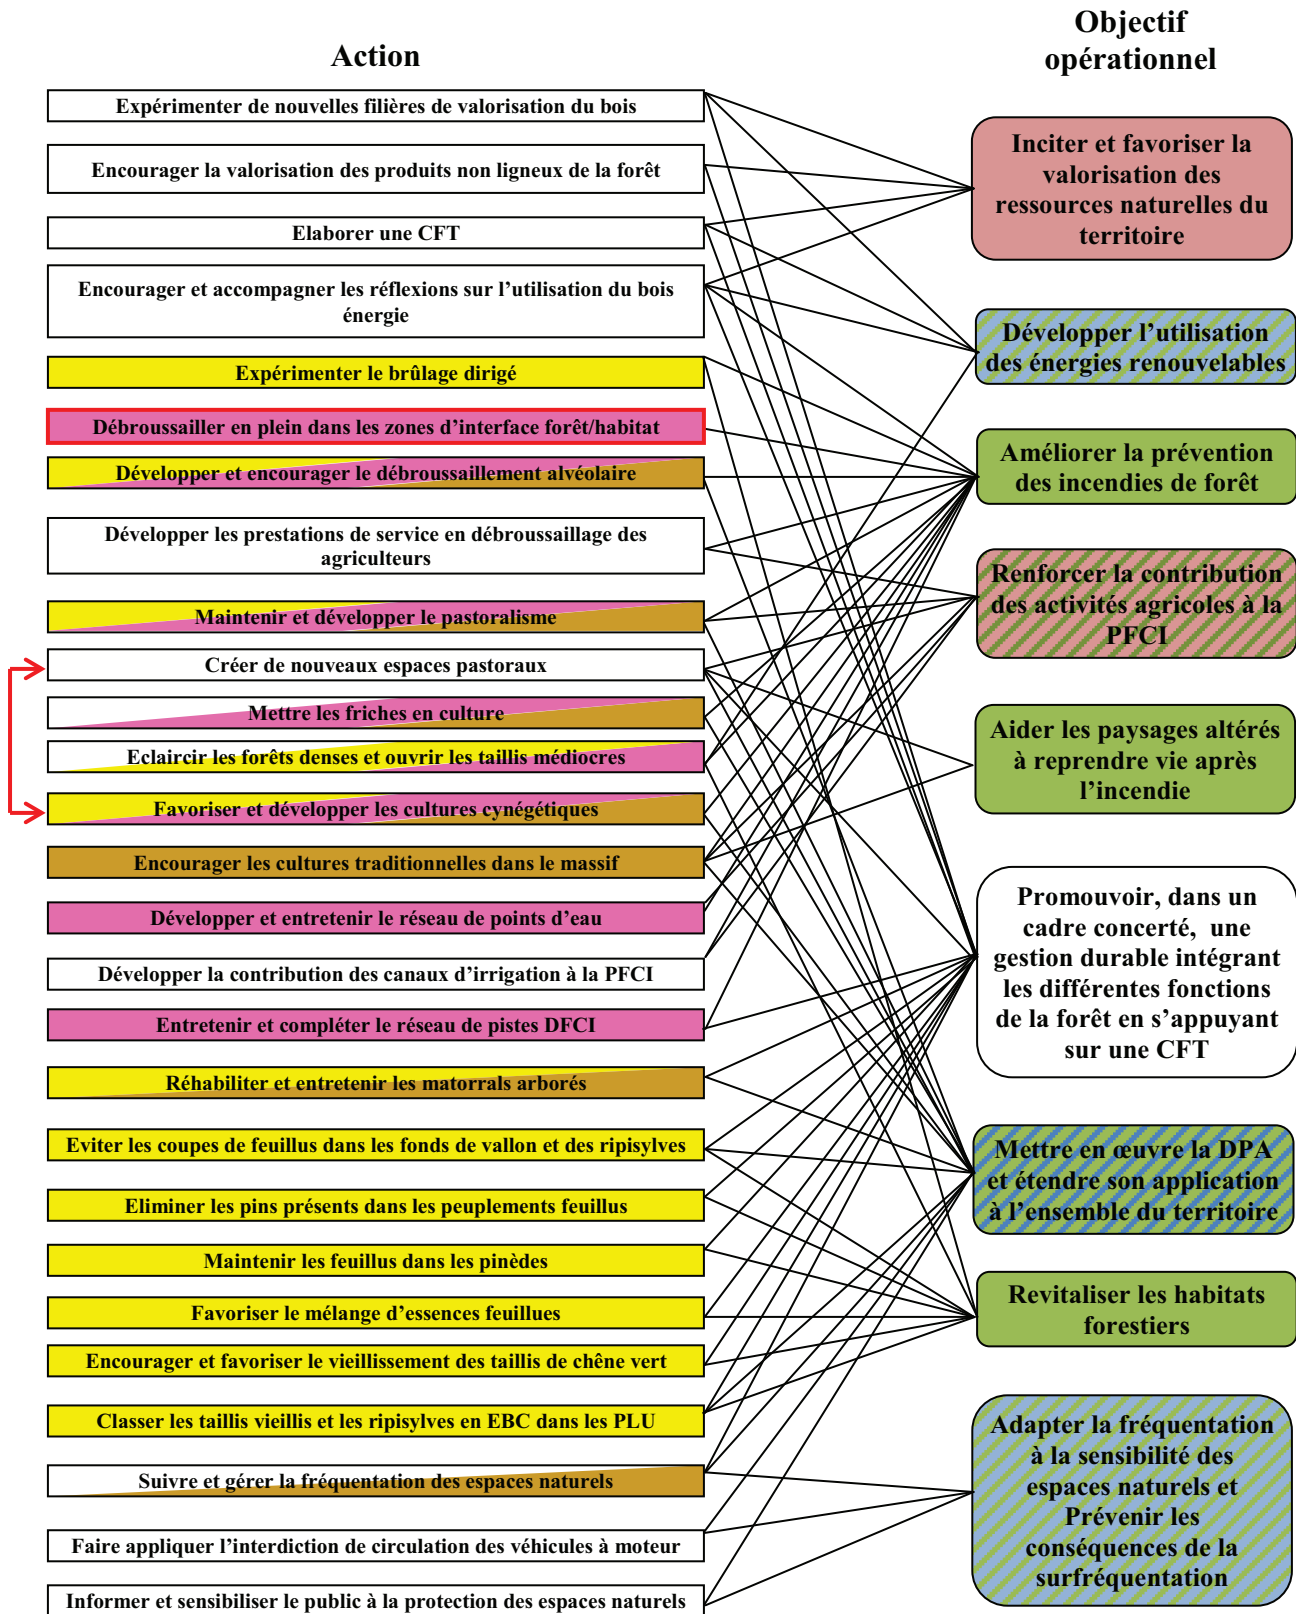 Action
Expérimenter de nouvelles filières de valorisation du bois
Encourager la valorisation des produits non ligneux de la forêt
Elaborer une CFT
Encourager et accompagner les réflexions sur l’utilisation du bois
énergie
Expérimenter le brûlage dirigé
Débroussailler en plein dans les zones d’interface forêt/habitat
Développer et encourager le débroussaillement alvéolaire
Développer les prestations de service en débroussaillage des
agriculteurs
Maintenir et développer le pastoralisme
Créer de nouveaux espaces pastoraux
Mettre les friches en culture
Eclaircir les forêts denses et ouvrir les taillis médiocres
Favoriser et développer les cultures cynégétiques
Encourager les cultures traditionnelles dans le massif
Développer et entretenir le réseau de points d’eau
Développer la contribution des canaux d’irrigation à la PFCI
Entretenir et compléter le réseau de pistes DFCI
Réhabiliter et entretenir les matorrals arborés
Eviter les coupes de feuillus dans les fonds de vallon et des ripisylves
Eliminer les pins présents dans les peuplements feuillus
Maintenir les feuillus dans les pinèdes
Favoriser le mélange d’essences feuillues
Encourager et favoriser le vieillissement des taillis de chêne vert
Classer les taillis vieillis et les ripisylves en EBC dans les PLU
Suivre et gérer la fréquentation des espaces naturels
Faire appliquer l’interdiction de circulation des véhicules à moteur
Informer et sensibiliser le public à la protection des espaces naturels
Objectif
opérationnel
Inciter et favoriser la
valorisation des
ressources naturelles du
territoire
Développer l’utilisation
des énergies renouvelables
Améliorer la prévention
des incendies de forêt
Renforcer la contribution
des activités agricoles à la
PFCI
Aider les paysages altérés
à reprendre vie après
l’incendie
Promouvoir, dans un
cadre concerté, une
gestion durable intégrant
les différentes fonctions
de la forêt en s’appuyant
sur une CFT
Mettre en œuvre la DPA
et étendre son application
à l’ensemble du territoire
Revitaliser les habitats
forestiers
Adapter la fréquentation
à la sensibilité des
espaces naturels et
Prévenir les
conséquences de la
surfréquentation